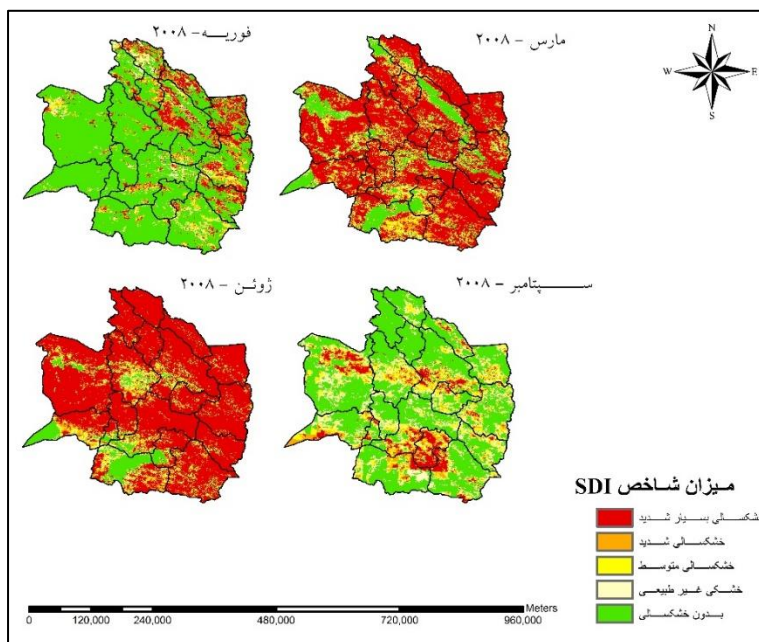 فوریه - ۲۰۰۸
مارس - ۲۰۰۸
N
W E
S
ژوئن - ۲۰۰۸
سپتامبر - ۲۰۰۸
میزان شاخص SDI
خشکسالی بسیار شدید
خشکسالی شدید
خشکسالی متوسط
خشکی غیر طبیعی
بدون خشکسالی
Meters
0 120,000 240,000 480,000 720,000 960,000